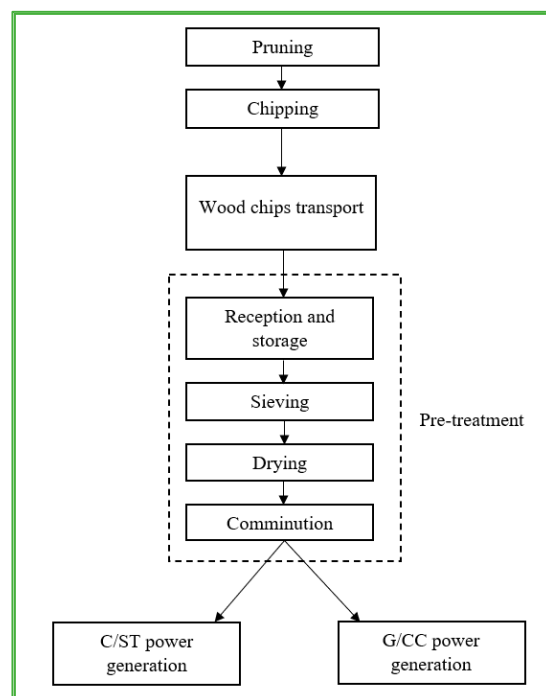 Pruning
Chipping
Wood chips transport
Reception and
storage
Sieving
Pre-treatment
Drying
Comminution
C/ST power
generation
G/CC power
generation